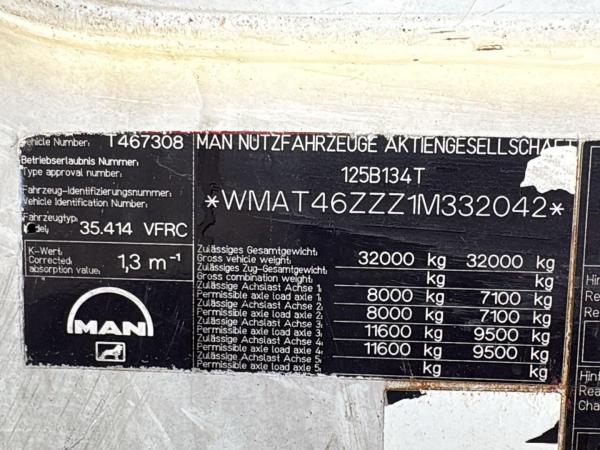 Vehicle Number: T467308
MAN NUTZFAHRZEUGE AKTIENGESELLSCHAFT
Betriebserlaubnis Nummer:
Type approval number:
125B134T
Fahrzeug-Identifizierungsnummer:
Vehicle Identification Number:
*WMAT46ZZZ1M332042*
Fahrzeugtyp:
35.414 VFRC
K-Wert:
Corrected
absorption value: 1,3 m⁻¹
MAN
Zulässiges Gesamtgewicht:
Gross vehicle weight: 32000 kg 32000 kg
Zulässiges Zug-Gesamtgewicht:
Gross combination weight: kg kg
Zulässige Achslast Achse 1:
Permissible axle load axle 1: 8000 kg 7100 kg
Zulässige Achslast Achse 2:
Permissible axle load axle 2: 8000 kg 7100 kg
Zulässige Achslast Achse 3:
Permissible axle load axle 3: 11600 kg 9500 kg
Zulässige Achslast Achse 4:
Permissible axle load axle 4: 11600 kg 9500 kg
Zulässige Achslast Achse 5:
Permissible axle load axle 5: kg kg